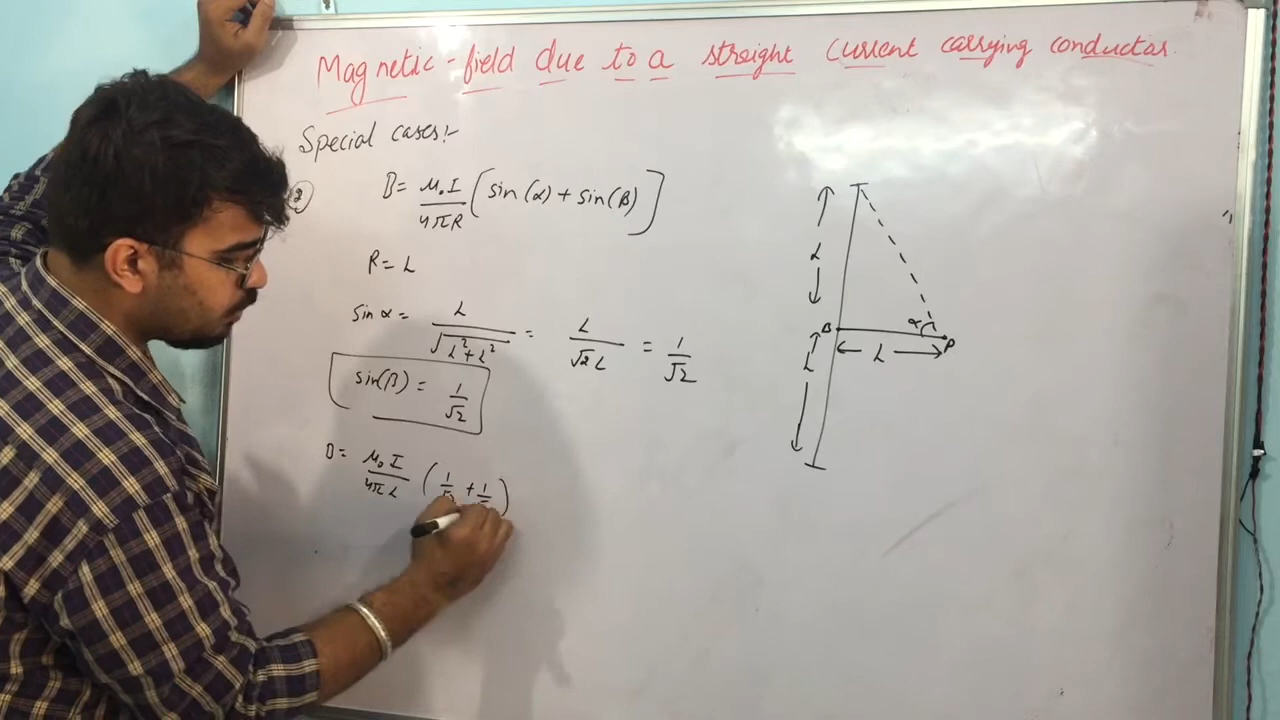 Magnetic-field due to a straight current carrying conductor
Special cases:-
② B = μ₀I / 4πR (sin(α) + sin(β)]
R = L
sin α = L / √(L²+L²) = L / √2 L = 1 / √2
sin(β) = 1 / √2
B = μ₀I / 4πL (1 / √2 + 1 /
L
B
α
P
L
L